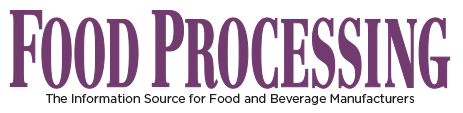 FOOD PROCESSING
The Information Source for Food and Beverage Manufacturers